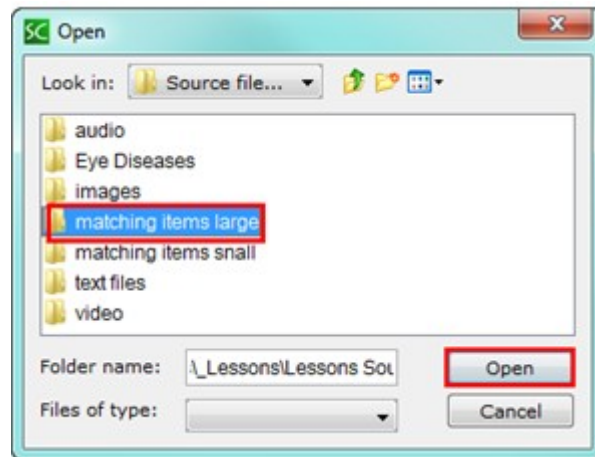 SC Open
Look in: Source file...
audio
Eye Diseases
images
matching items large
matching items snall
text files
video
Folder name: :\_Lessons\Lessons Sou Open
Files of type: Cancel